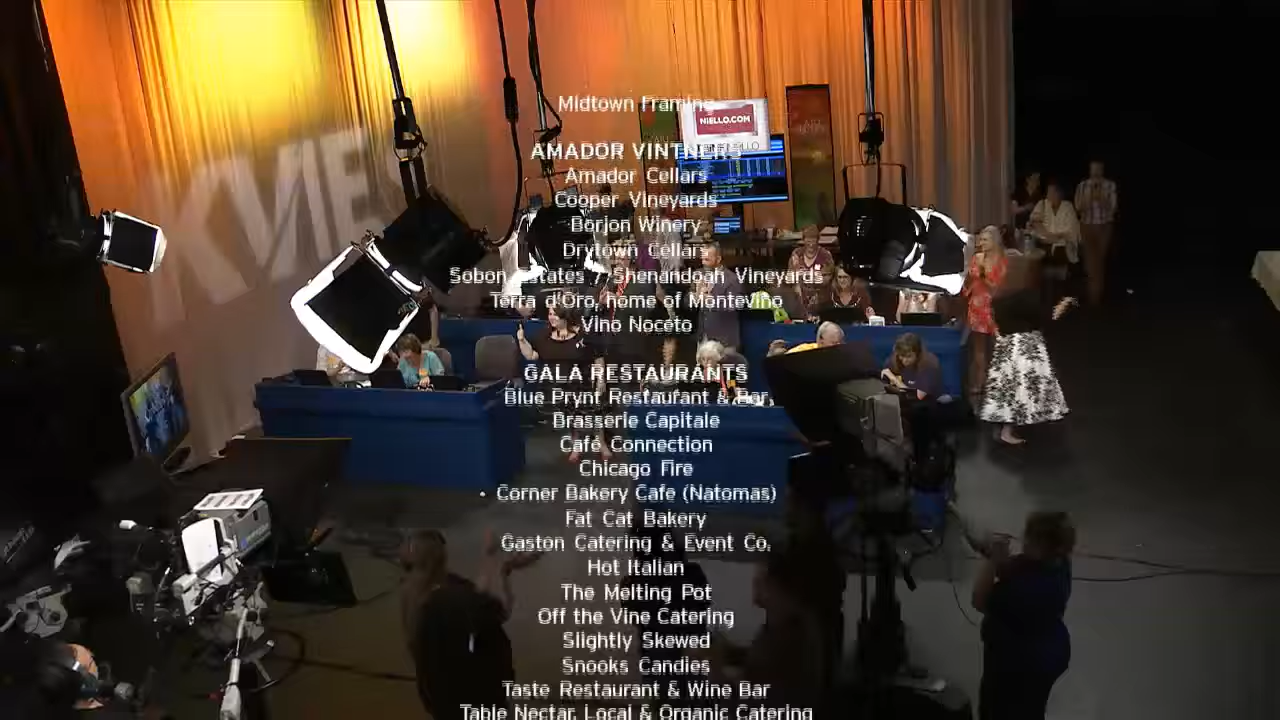 Midtown Framing
NIELLO.COM
AMADOR VINTNERS
Amador Cellars
Cooper Vineyards
Borjon Winery
Drytown Cellars
Sobon Estates / Shenandoah Vineyards
Terra d'Oro, home of Montevino
Vino Noceto
KVIE
GALA RESTAURANTS
Blue Prynt Restaurant & Bar
Brasserie Capitale
Café Connection
Chicago Fire
• Corner Bakery Cafe (Natomas)
Fat Cat Bakery
Gaston Catering & Event Co.
Hot Italian
The Melting Pot
Off the Vine Catering
Slightly Skewed
Snooks Candies
Taste Restaurant & Wine Bar
Table Nectar, Local & Organic Catering